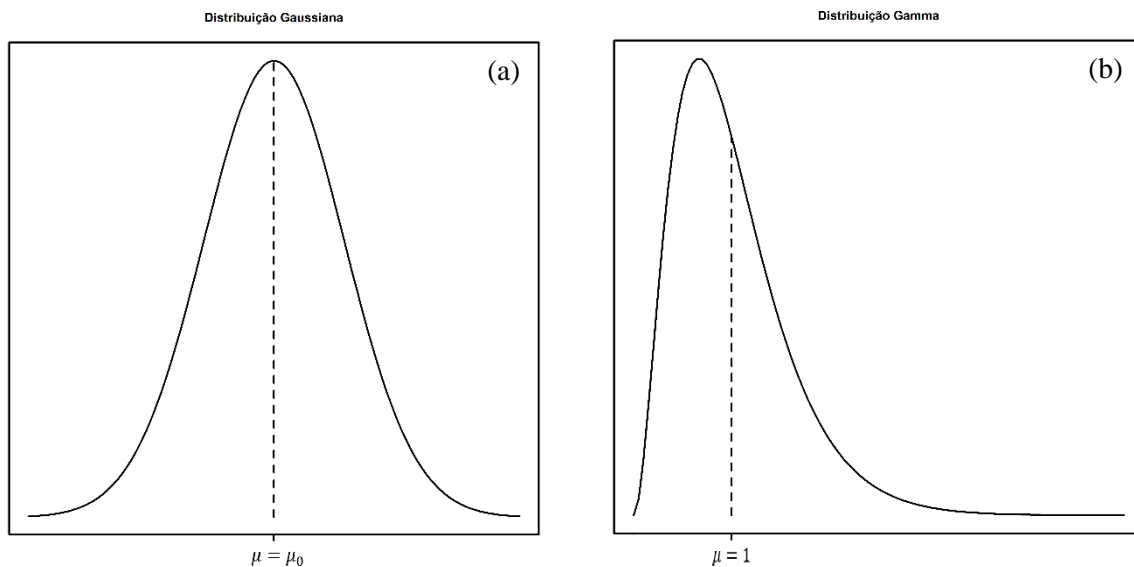 Distribuição Gaussiana
(a)
μ = μ₀
Distribuição Gamma
(b)
μ = 1